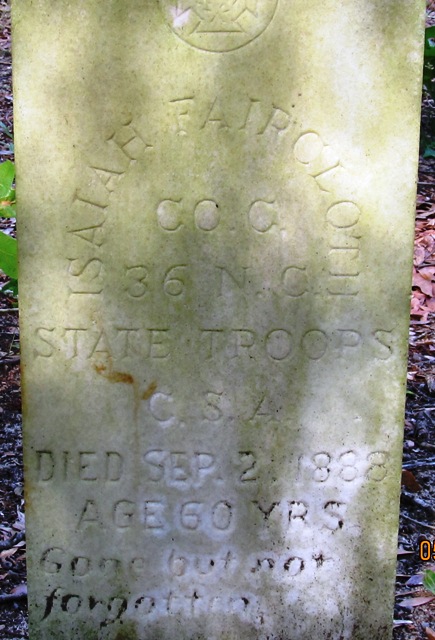 ISAIAH FAIRCLOTH
CO. G.
36 N. C.
STATE TROOPS
C. S. A.
DIED SEP. 2, 1888
AGE 60 YRS.
Gone but not
forgotten.